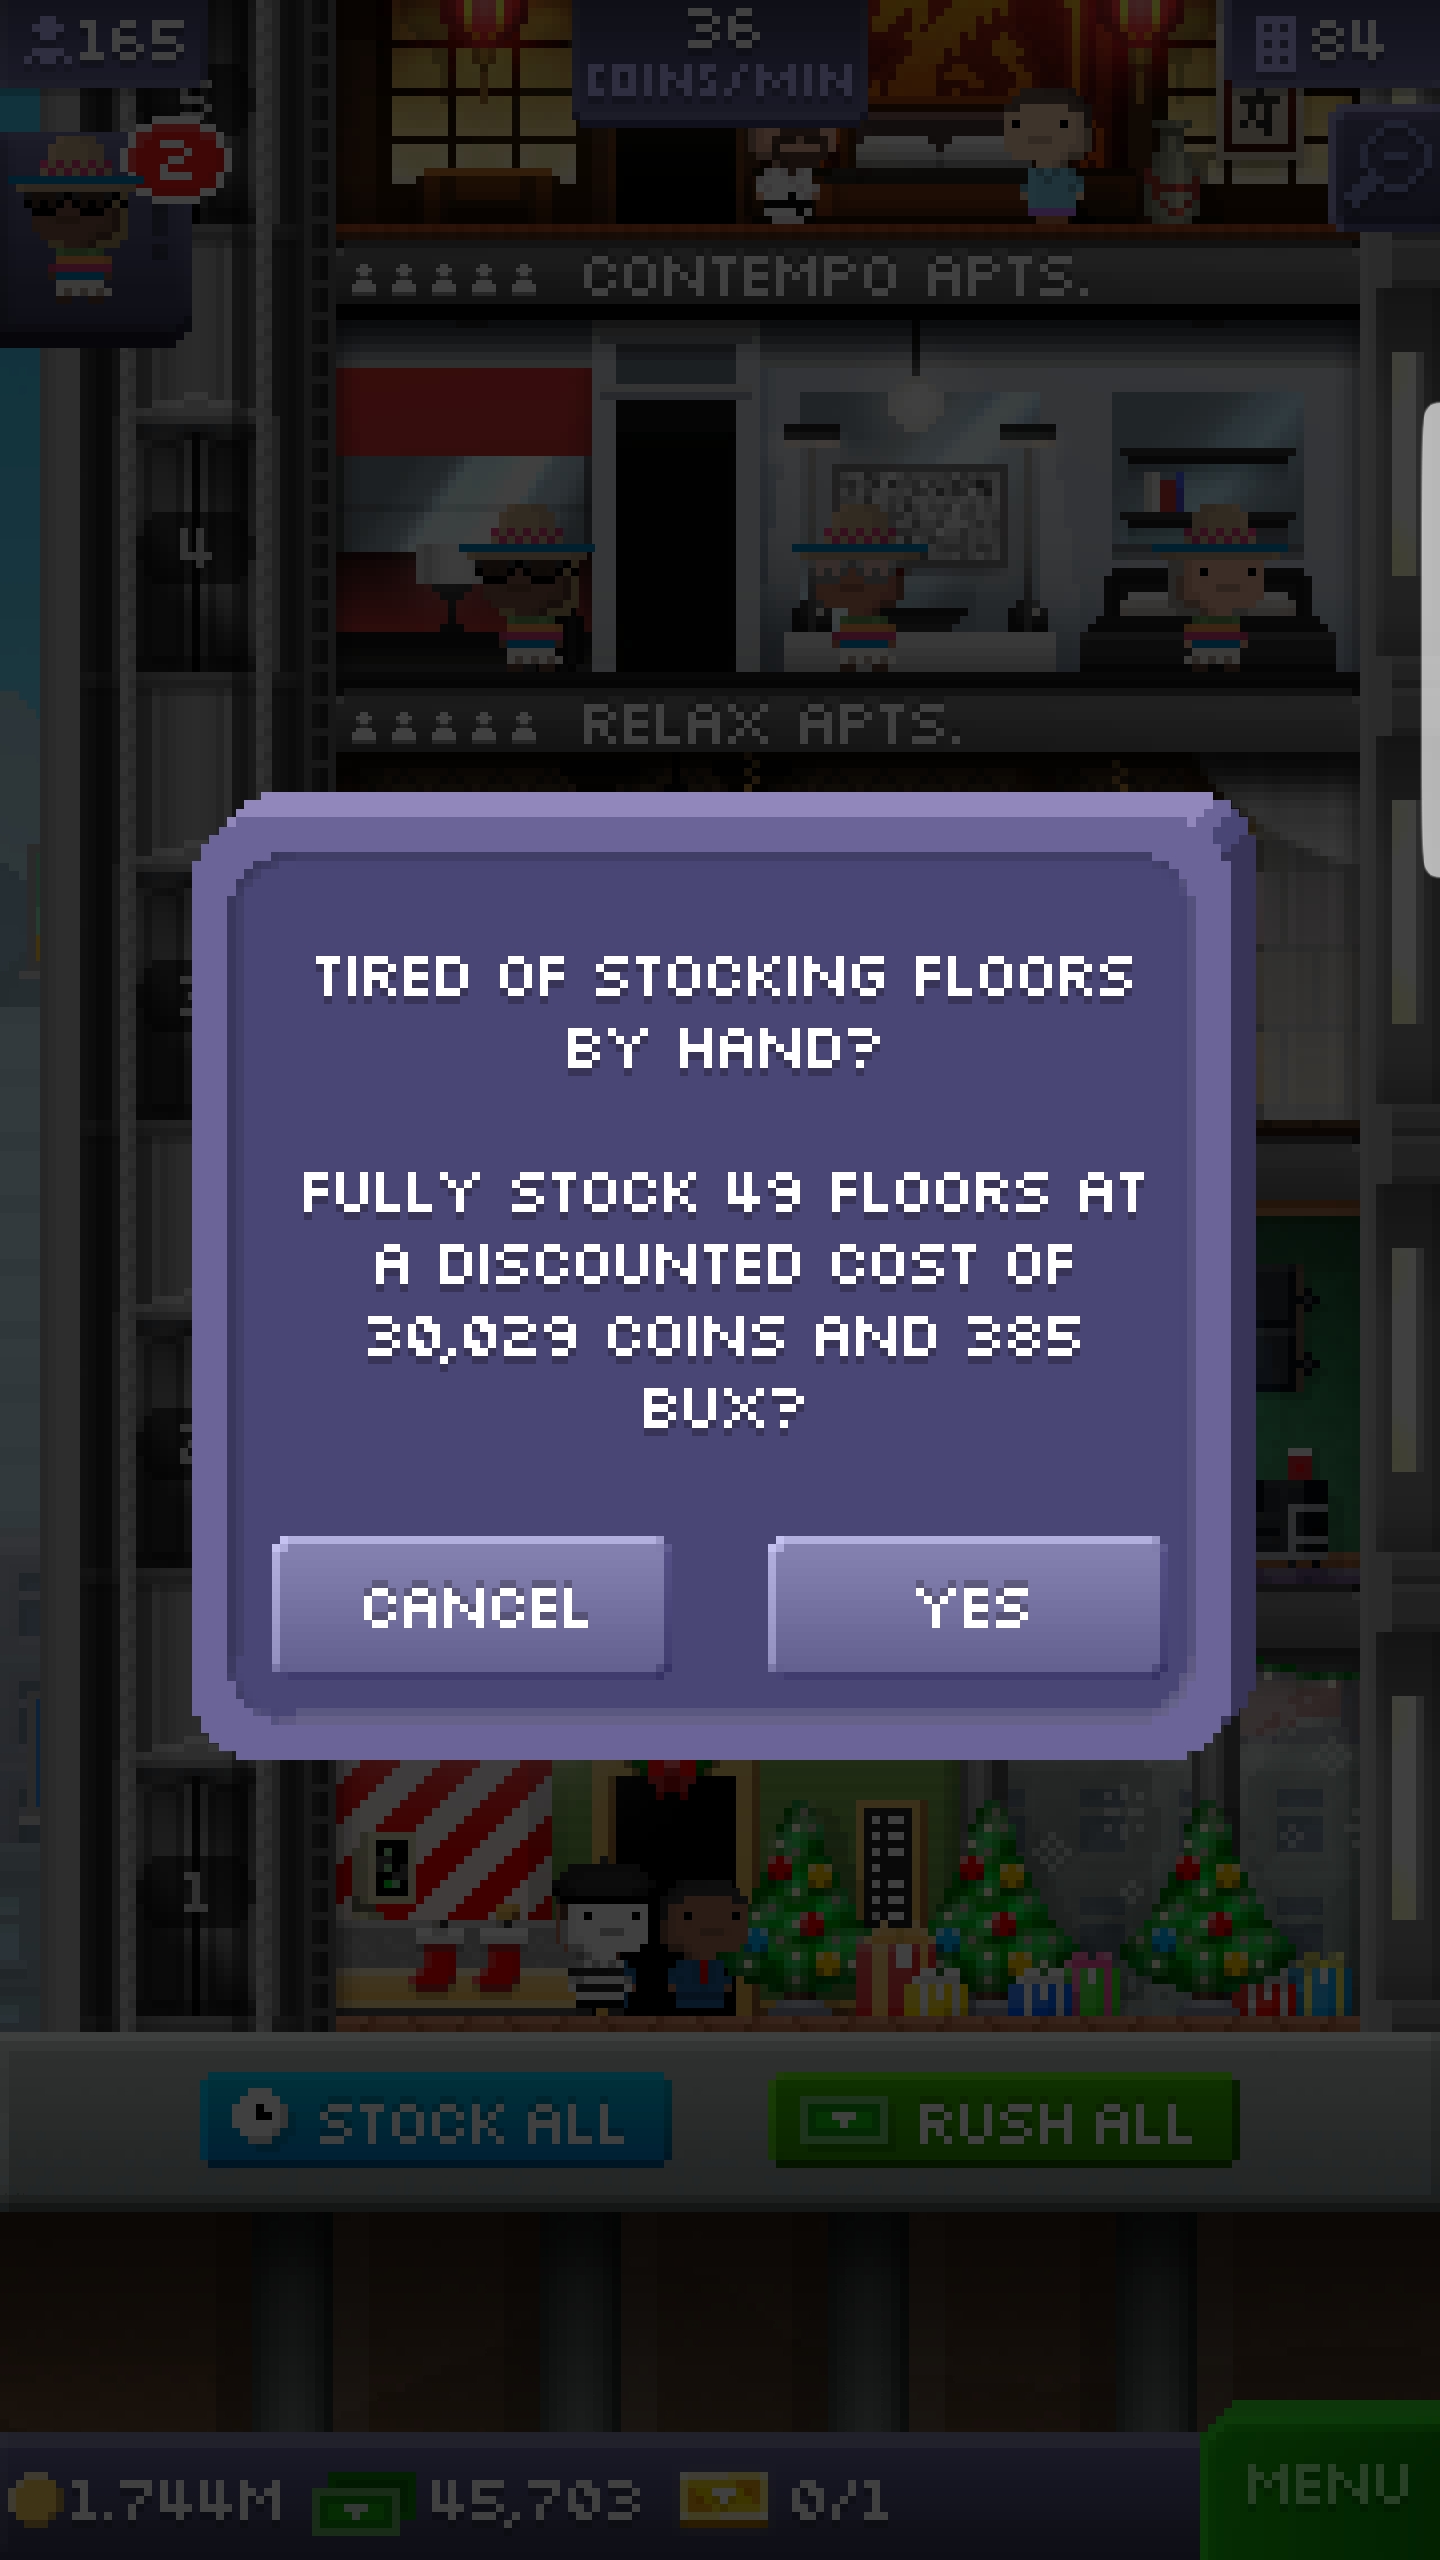 165
36
COINS/MIN
84
5
2
CONTEMPO APTS.
4
RELAX APTS.
TIRED OF STOCKING FLOORS
BY HAND?
FULLY STOCK 49 FLOORS AT
A DISCOUNTED COST OF
30,029 COINS AND 385
BUX?
CANCEL
YES
1
STOCK ALL
RUSH ALL
1.744M
45,703
0/1
MENU